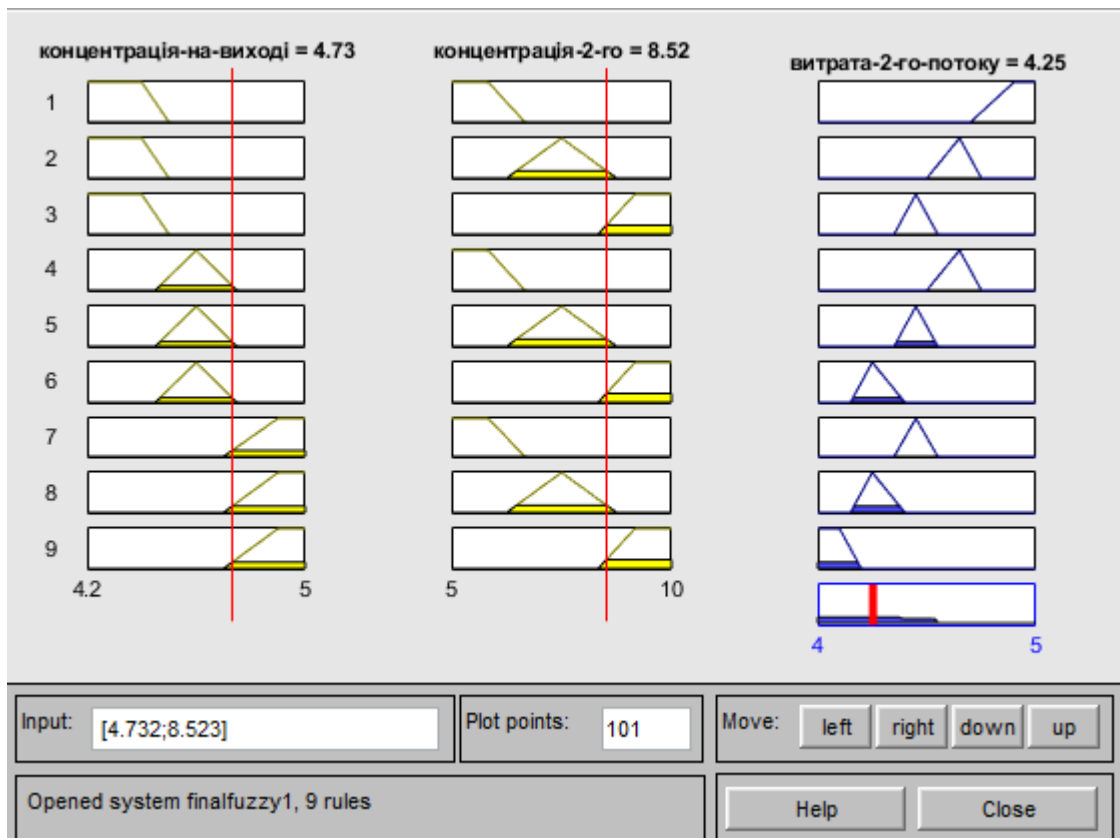 концентрація-на-виході = 4.73
концентрація-2-го = 8.52
витрата-2-го-потоку = 4.25
1
2
3
4
5
6
7
8
9
4.2 5
5 10
4 5
Input: [4.732;8.523]
Plot points: 101
Move: left right down up
Opened system finalfuzzy1, 9 rules
Help Close